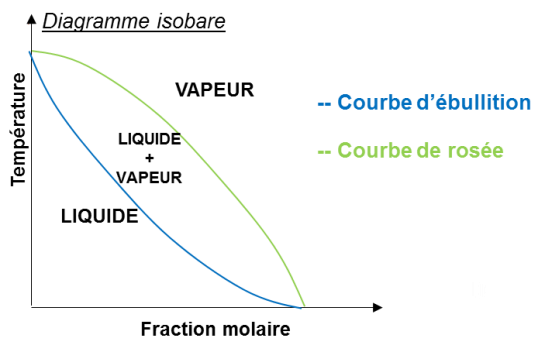 Diagramme isobare
Température
VAPEUR
LIQUIDE
+
VAPEUR
LIQUIDE
Fraction molaire
-- Courbe d'ébullition
-- Courbe de rosée